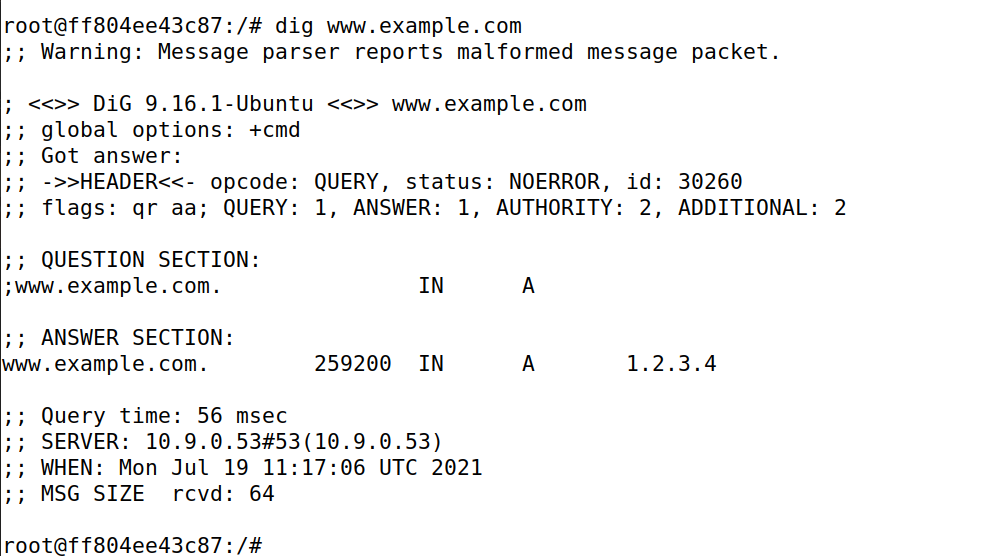 root@ff804ee43c87:/# dig www.example.com
;; Warning: Message parser reports malformed message packet.

; <<>> DiG 9.16.1-Ubuntu <<>> www.example.com
;; global options: +cmd
;; Got answer:
;; ->>HEADER<<- opcode: QUERY, status: NOERROR, id: 30260
;; flags: qr aa; QUERY: 1, ANSWER: 1, AUTHORITY: 2, ADDITIONAL: 2

;; QUESTION SECTION:
;www.example.com.               IN      A

;; ANSWER SECTION:
www.example.com.        259200  IN      A       1.2.3.4

;; Query time: 56 msec
;; SERVER: 10.9.0.53#53(10.9.0.53)
;; WHEN: Mon Jul 19 11:17:06 UTC 2021
;; MSG SIZE  rcvd: 64

root@ff804ee43c87:/#